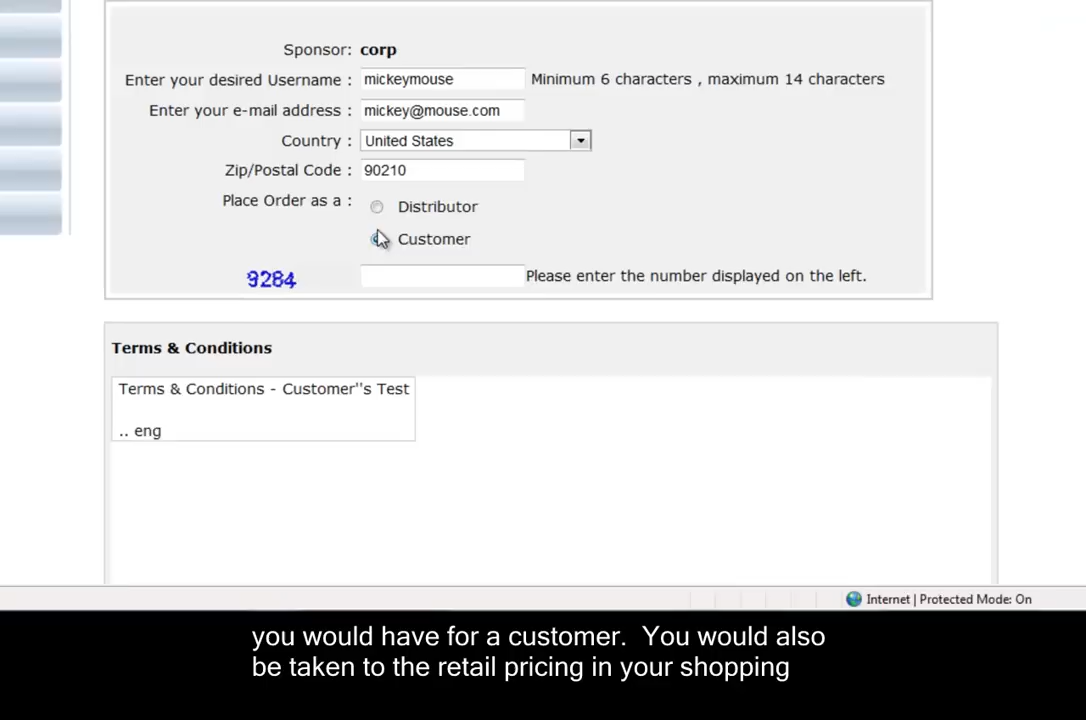 Sponsor: corp
Enter your desired Username : mickeymouse Minimum 6 characters , maximum 14 characters
Enter your e-mail address : mickey@mouse.com
Country : United States
Zip/Postal Code : 90210
Place Order as a : Distributor
Customer
9284 Please enter the number displayed on the left.
Terms & Conditions
Terms & Conditions - Customer''s Test
.. eng
Internet | Protected Mode: On
you would have for a customer. You would also
be taken to the retail pricing in your shopping